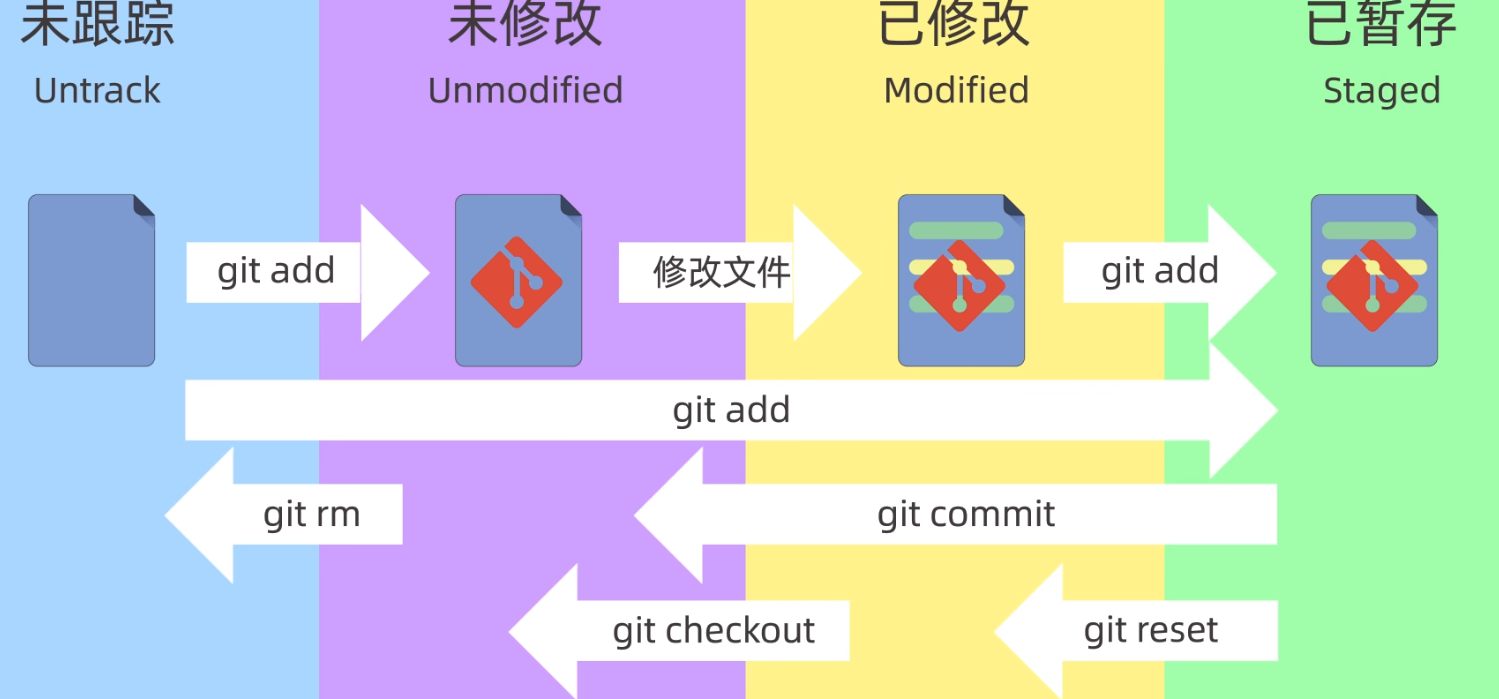 未跟踪
未修改
已修改
已暂存
Untrack
Unmodified
Modified
Staged
git add
修改文件
git add
git add
git rm
git commit
git checkout
git reset